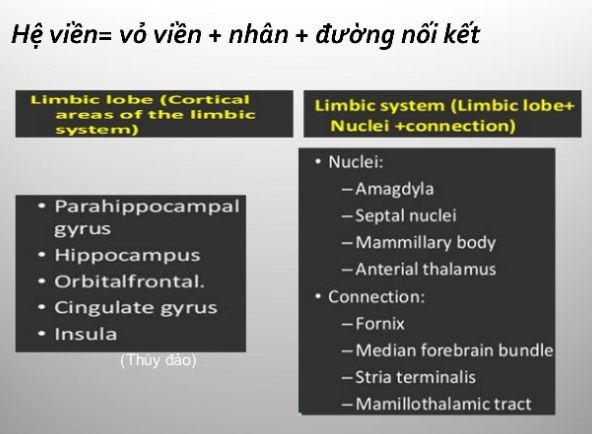 Hệ viền= vỏ viền + nhân + đường nối kết
Limbic lobe (Cortical
areas of the limbic
system)
• Parahippocampal
gyrus
• Hippocampus
• Orbitalfrontal.
• Cingulate gyrus
• Insula
(Thùy đảo)
Limbic system (Limbic lobe+
Nuclei +connection)
• Nuclei:
–Amagdyla
–Septal nuclei
–Mammillary body
–Anterial thalamus
• Connection:
–Fornix
–Median forebrain bundle
–Stria terminalis
–Mamillothalamic tract